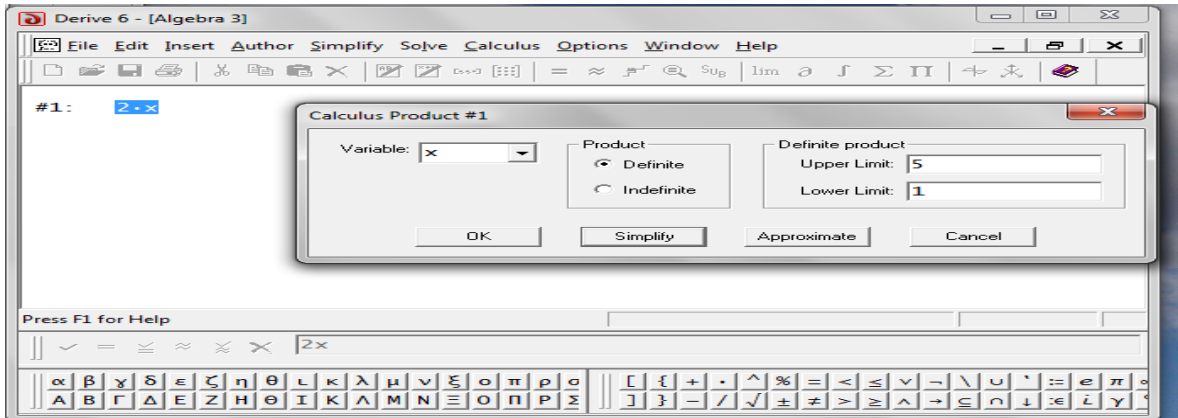 Derive 6 - [Algebra 3]
File Edit Insert Author Simplify Solve Calculus Options Window Help
= ≈ Sub lim ∂ ∫ Σ Π
#1: 2·x
Calculus Product #1
Variable: x
Product
Definite
Indefinite
Definite product
Upper Limit: 5
Lower Limit: 1
OK Simplify Approximate Cancel
Press F1 for Help
2x
α β γ δ ε ζ η θ ι κ λ μ ν ξ ο π ρ σ [ { + · ^ % = < ≤ ∨ ¬ \ ∪ ` := e π
Α Β Γ Δ Ε Ζ Η Θ Ι Κ Λ Μ Ν Ξ Ο Π Ρ Σ ] } − / √ ± ≠ > ≥ ∧ → ⊆ ∩ ↓ :∈ i γ